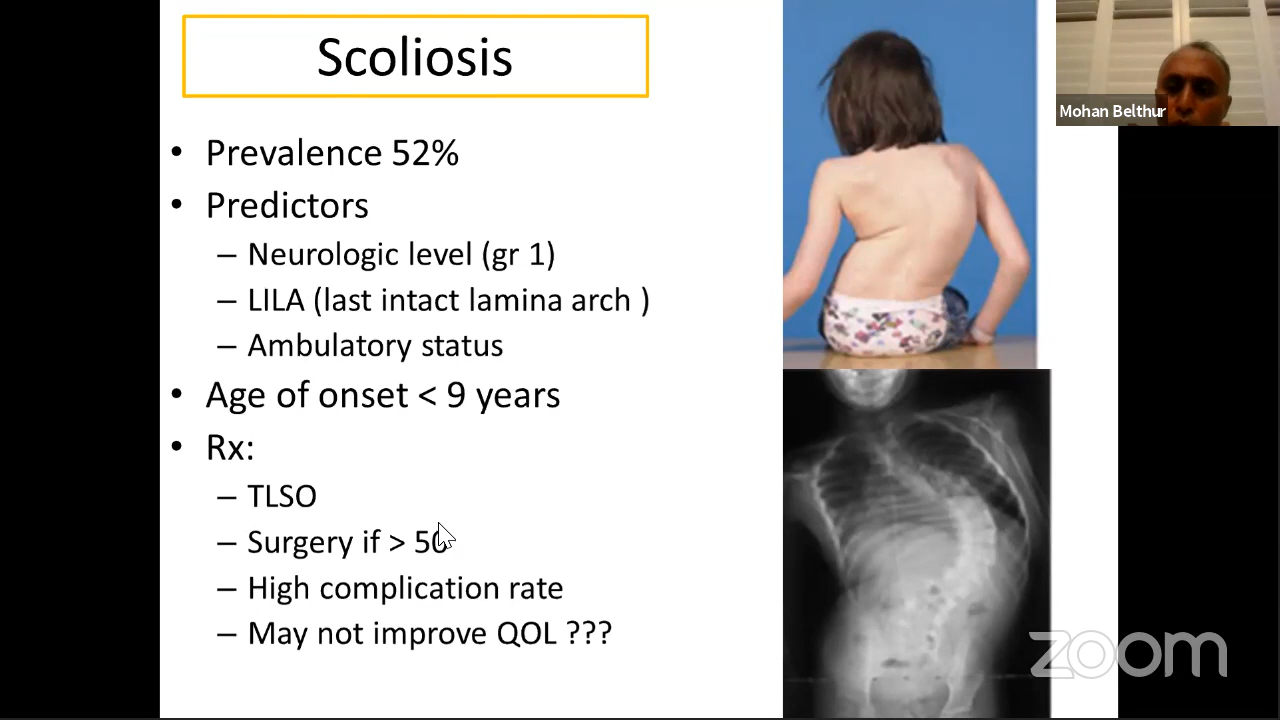 Scoliosis
Mohan Belthur
• Prevalence 52%
• Predictors
– Neurologic level (gr 1)
– LILA (last intact lamina arch )
– Ambulatory status
• Age of onset < 9 years
• Rx:
– TLSO
– Surgery if > 50
– High complication rate
– May not improve QOL ???
zoom